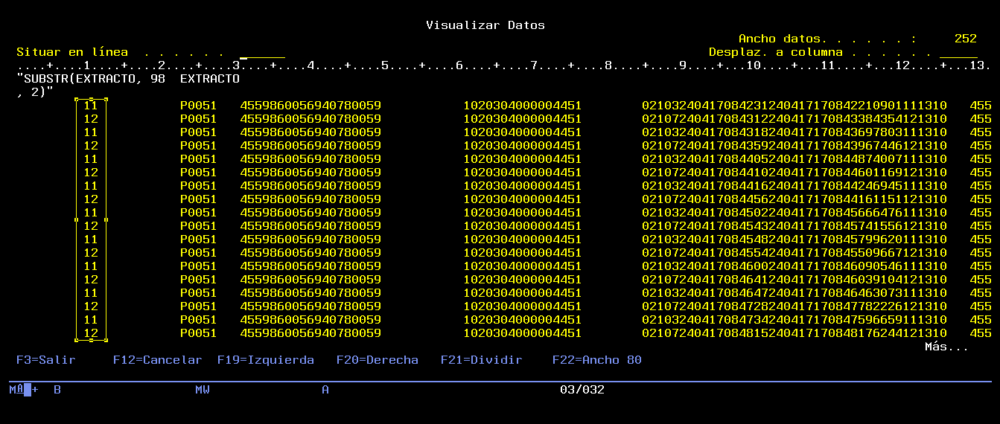 Visualizar Datos
Ancho datos. . . . . . :     252
Situar en línea  . . . . . .  ______     Desplaz. a columna . . . . . . _____
....+....1....+....2....+....3....+....4....+....5....+....6....+....7....+....8....+....9....+...10....+...11....+...12....+...13.
"SUBSTR(EXTRACTO, 98  EXTRACTO
, 2)"
11     P0051   4559860056940780059     1020304000004451     02103240417084231240417170842210901111310   455
12     P0051   4559860056940780059     1020304000004451     02107240417084312240417170843384354121310   455
11     P0051   4559860056940780059     1020304000004451     02103240417084318240417170843697803111310   455
12     P0051   4559860056940780059     1020304000004451     02107240417084359240417170843967446121310   455
11     P0051   4559860056940780059     1020304000004451     02103240417084405240417170844874007111310   455
12     P0051   4559860056940780059     1020304000004451     02107240417084410240417170844601169121310   455
11     P0051   4559860056940780059     1020304000004451     02103240417084416240417170844246945111310   455
12     P0051   4559860056940780059     1020304000004451     02107240417084456240417170844161151121310   455
11     P0051   4559860056940780059     1020304000004451     02103240417084502240417170845666476111310   455
12     P0051   4559860056940780059     1020304000004451     02107240417084543240417170845741556121310   455
11     P0051   4559860056940780059     1020304000004451     02103240417084548240417170845799620111310   455
12     P0051   4559860056940780059     1020304000004451     02107240417084554240417170845509667121310   455
11     P0051   4559860056940780059     1020304000004451     02103240417084600240417170846090546111310   455
12     P0051   4559860056940780059     1020304000004451     02107240417084641240417170846039104121310   455
11     P0051   4559860056940780059     1020304000004451     02103240417084647240417170846463073111310   455
12     P0051   4559860056940780059     1020304000004451     02107240417084728240417170847782226121310   455
11     P0051   4559860056940780059     1020304000004451     02103240417084734240417170847596659111310   455
12     P0051   4559860056940780059     1020304000004451     02107240417084815240417170848176244121310   455
Más...
F3=Salir     F12=Cancelar  F19=Izquierda   F20=Derecha   F21=Dividir    F22=Ancho 80
MA + B     MW     A     03/032